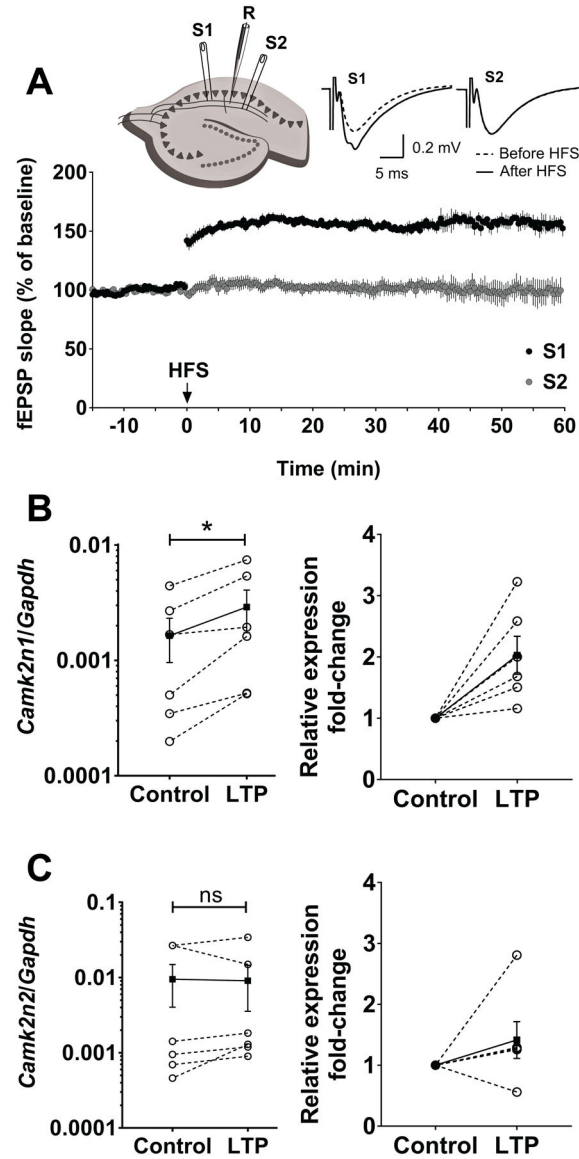 A
S1
R
S2
S1
S2
0.2 mV
5 ms
Before HFS
After HFS
fEPSP slope (% of baseline)
200
150
100
50
0
HFS
S1
S2
-10 0 10 20 30 40 50 60
Time (min)
B
Camk2n1/Gapdh
0.01
0.001
0.0001
*
Control LTP
Relative expression
fold-change
4
3
2
1
0
Control LTP
C
Camk2n2/Gapdh
0.1
0.01
0.001
0.0001
ns
Control LTP
Relative expression
fold-change
4
3
2
1
0
Control LTP